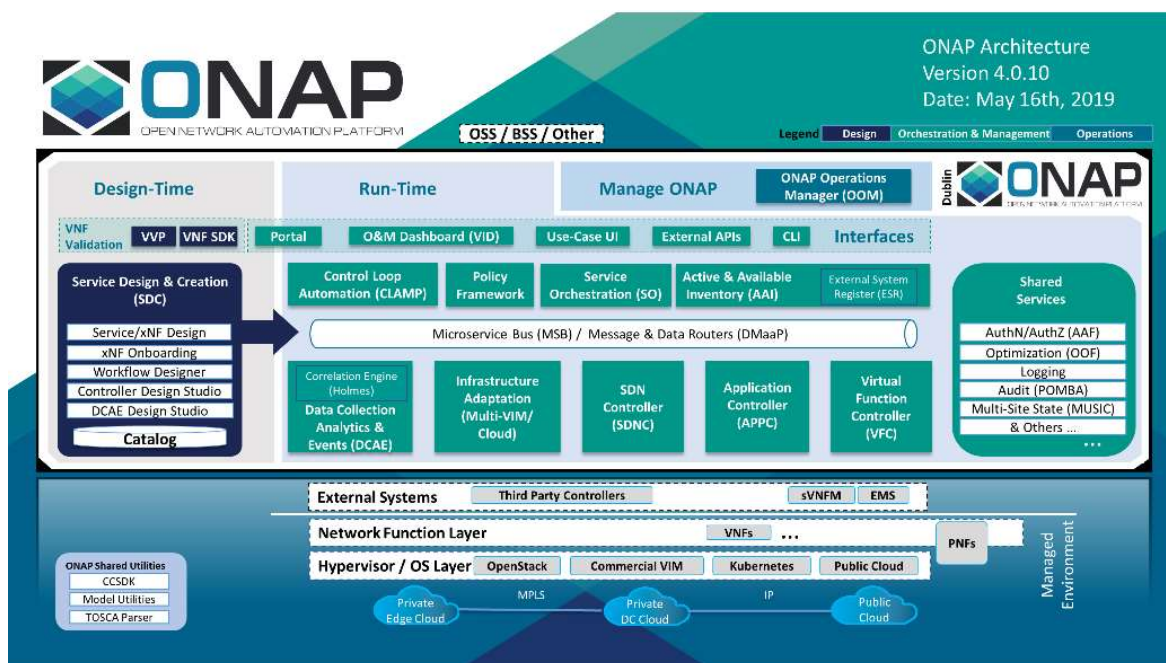 ONAP
OPEN NETWORK AUTOMATION PLATFORM
ONAP Architecture
Version 4.0.10
Date: May 16th, 2019
OSS / BSS / Other
Legend
Design
Orchestration & Management
Operations
Design-Time
Run-Time
Manage ONAP
ONAP Operations
Manager (OOM)
Dublin
ONAP
OPEN NETWORK AUTOMATION PLATFORM
VNF
Validation
VVP
VNF SDK
Portal
O&M Dashboard (VID)
Use-Case UI
External APIs
CLI
Interfaces
Service Design & Creation
(SDC)
Service/xNF Design
xNF Onboarding
Workflow Designer
Controller Design Studio
DCAE Design Studio
Catalog
Control Loop
Automation (CLAMP)
Policy
Framework
Service
Orchestration (SO)
Active & Available
Inventory (AAI)
External System
Register (ESR)
Microservice Bus (MSB) / Message & Data Routers (DMaaP)
Correlation Engine
(Holmes)
Data Collection
Analytics &
Events (DCAE)
Infrastructure
Adaptation
(Multi-VIM/
Cloud)
SDN
Controller
(SDNC)
Application
Controller
(APPC)
Virtual
Function
Controller
(VFC)
Shared
Services
AuthN/AuthZ (AAF)
Optimization (OOF)
Logging
Audit (POMBA)
Multi-Site State (MUSIC)
& Others ...
...
External Systems
Third Party Controllers
sVNFM
EMS
Network Function Layer
VNFs
...
PNFs
Hypervisor / OS Layer
OpenStack
Commercial VIM
Kubernetes
Public Cloud
Managed
Environment
ONAP Shared Utilities
CCSDK
Model Utilities
TOSCA Parser
Private
Edge Cloud
MPLS
Private
DC Cloud
IP
Public
Cloud